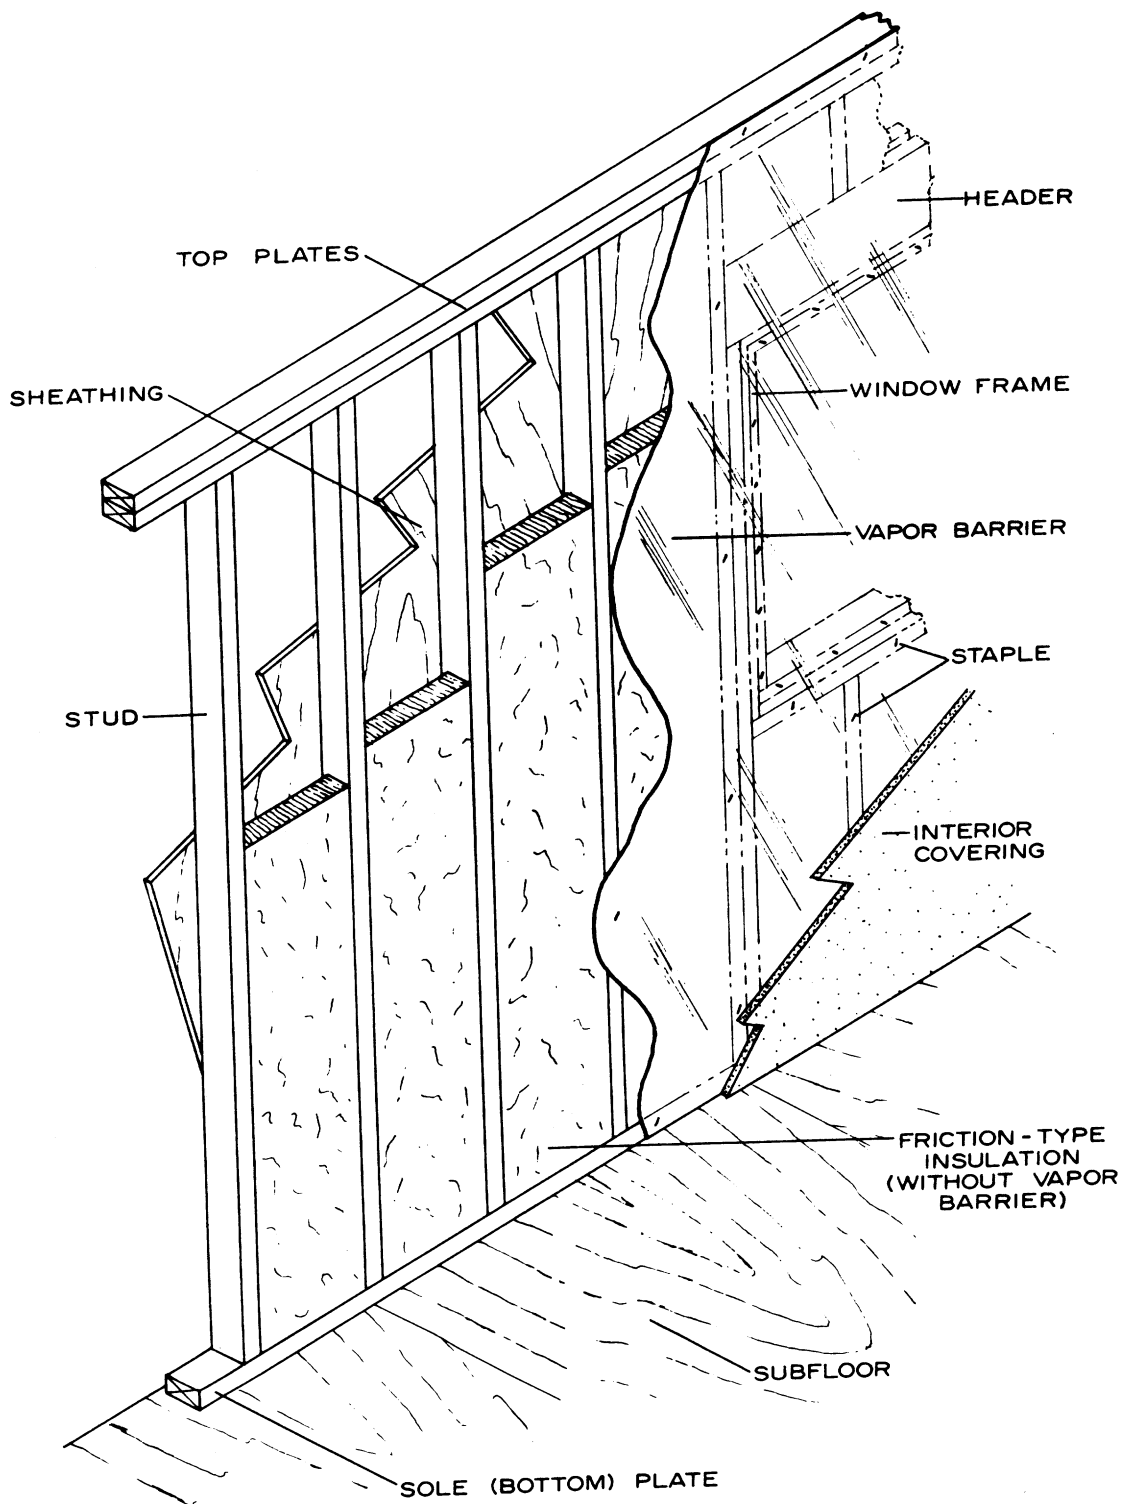 HEADER
TOP PLATES
WINDOW FRAME
SHEATHING
VAPOR BARRIER
STAPLE
STUD
INTERIOR
COVERING
FRICTION-TYPE
INSULATION
(WITHOUT VAPOR
BARRIER)
SUBFLOOR
SOLE (BOTTOM) PLATE